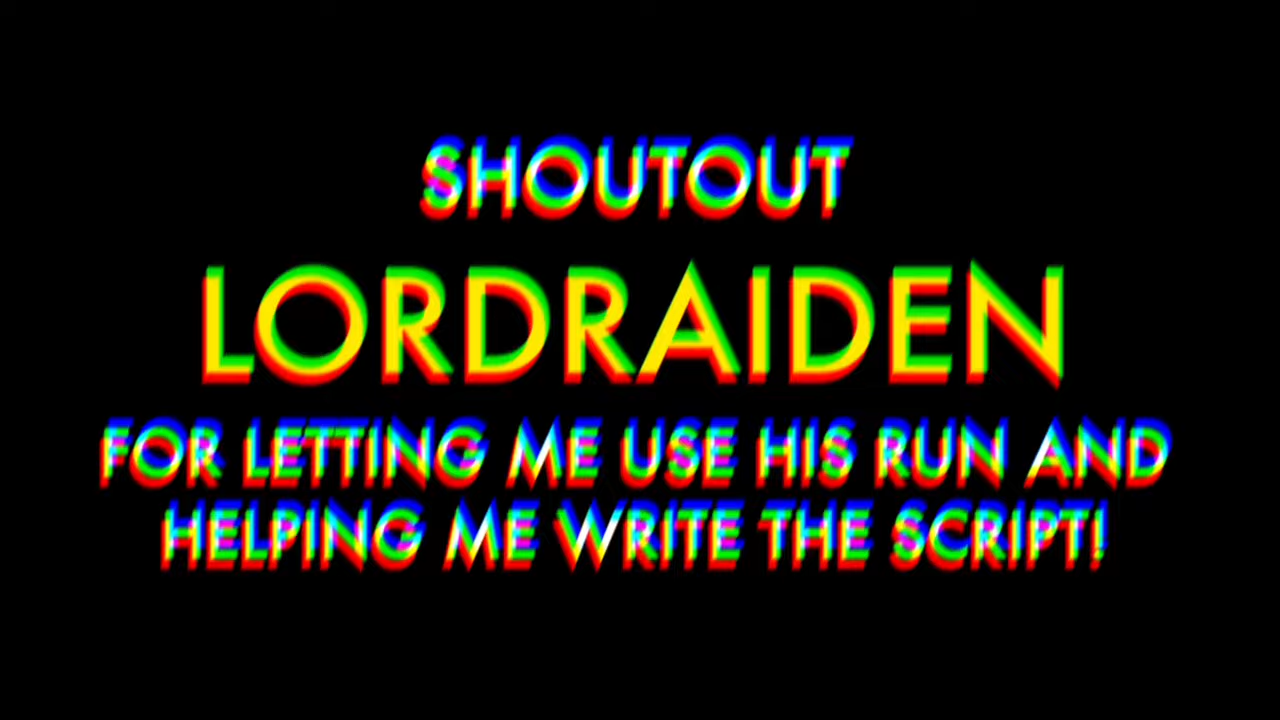 SHOUTOUT
LORDRAIDEN
FOR LETTING ME USE HIS RUN AND
HELPING ME WRITE THE SCRIPT!